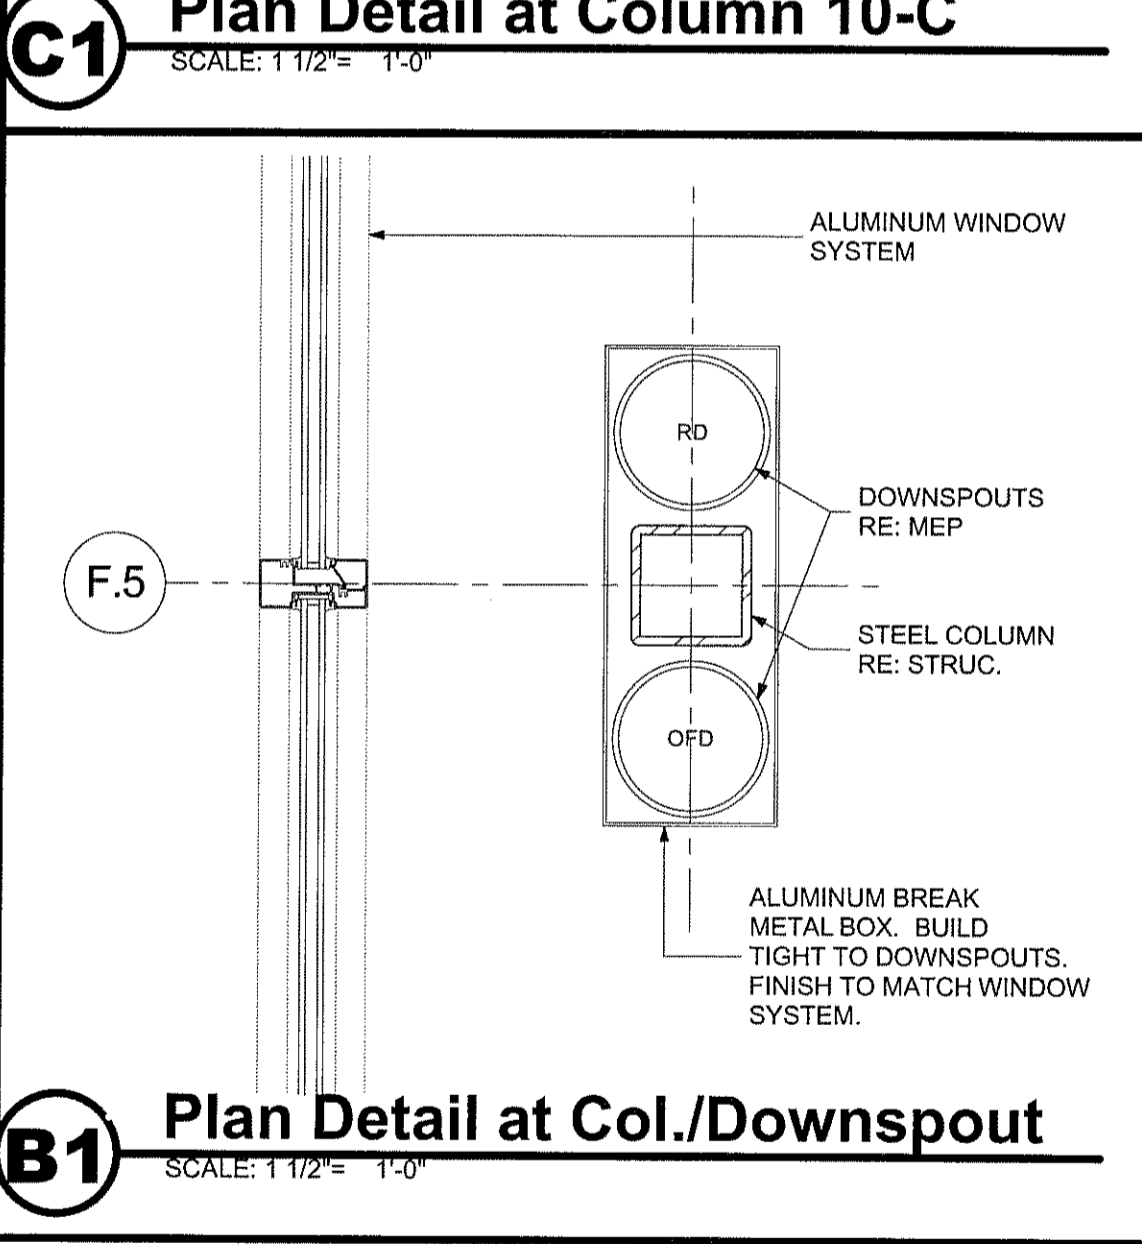 C1
Plan Detail at Column 10-C
SCALE: 1 1/2"= 1'-0"
ALUMINUM WINDOW
SYSTEM
RD
DOWNSPOUTS
RE: MEP
F.5
STEEL COLUMN
RE: STRUC.
OFD
ALUMINUM BREAK
METAL BOX. BUILD
TIGHT TO DOWNSPOUTS.
FINISH TO MATCH WINDOW
SYSTEM.
B1
Plan Detail at Col./Downspout
SCALE: 1 1/2"= 1'-0"